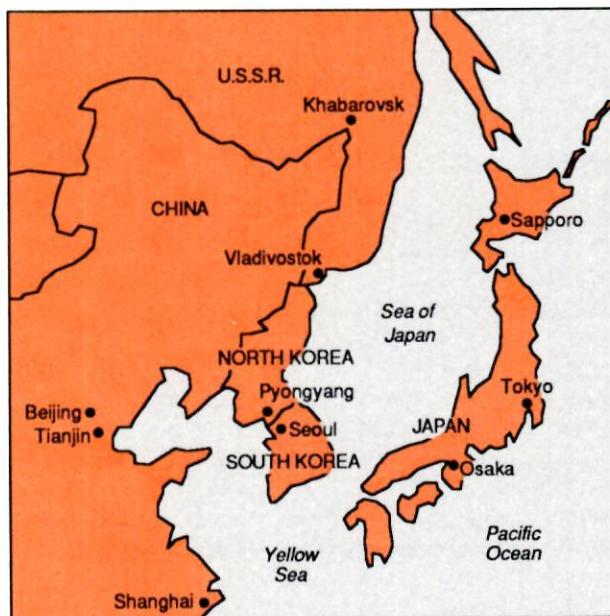 U.S.S.R.
Khabarovsk
CHINA
Sapporo
Vladivostok
Sea of
Japan
NORTH KOREA
Pyongyang
Tokyo
Beijing
Tianjin
Seoul
JAPAN
SOUTH KOREA
Osaka
Yellow
Sea
Pacific
Ocean
Shanghai